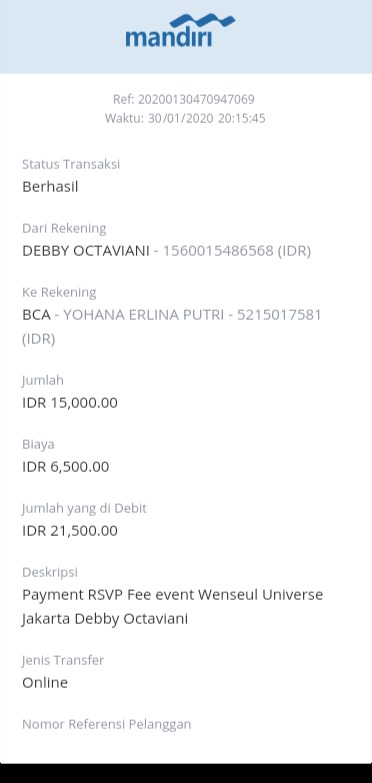 mandırı
Ref: 20200130470947069
Waktu: 30/01/2020 20:15:45
Status Transaksi
Berhasil
Dari Rekening
DEBBY OCTAVIANI - 1560015486568 (IDR)
Ke Rekening
BCA - YOHANA ERLINA PUTRI - 5215017581
(IDR)
Jumlah
IDR 15,000.00
Biaya
IDR 6,500.00
Jumlah yang di Debit
IDR 21,500.00
Deskripsi
Payment RSVP Fee event Wenseul Universe
Jakarta Debby Octaviani
Jenis Transfer
Online
Nomor Referensi Pelanggan